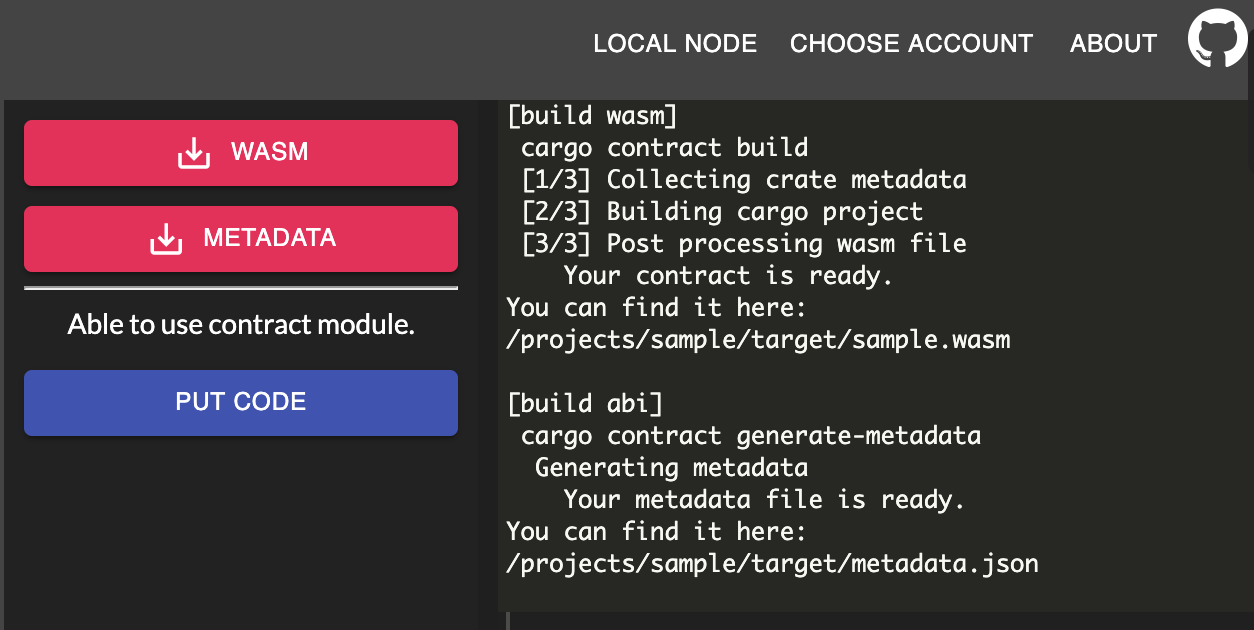 LOCAL NODE CHOOSE ACCOUNT ABOUT
WASM
METADATA
Able to use contract module.
PUT CODE
[build wasm]
cargo contract build
[1/3] Collecting crate metadata
[2/3] Building cargo project
[3/3] Post processing wasm file
Your contract is ready.
You can find it here:
/projects/sample/target/sample.wasm
[build abi]
cargo contract generate-metadata
Generating metadata
Your metadata file is ready.
You can find it here:
/projects/sample/target/metadata.json